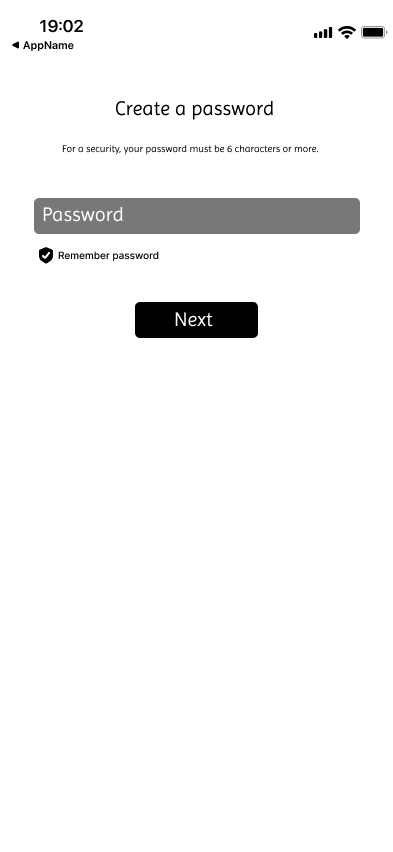 19:02
AppName
Create a password
For a security, your password must be 6 characters or more.
Password
Remember password
Next